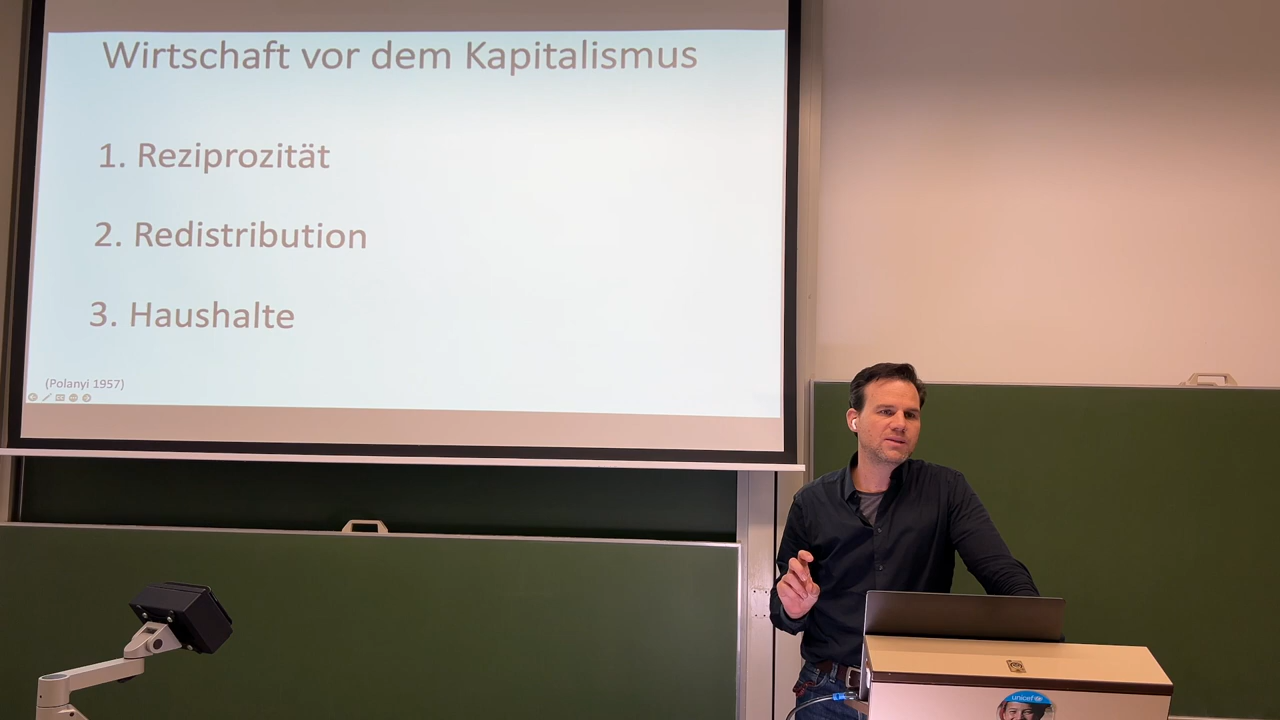 Wirtschaft vor dem Kapitalismus
1. Reziprozität
2. Redistribution
3. Haushalte
(Polanyi 1957)
unicef